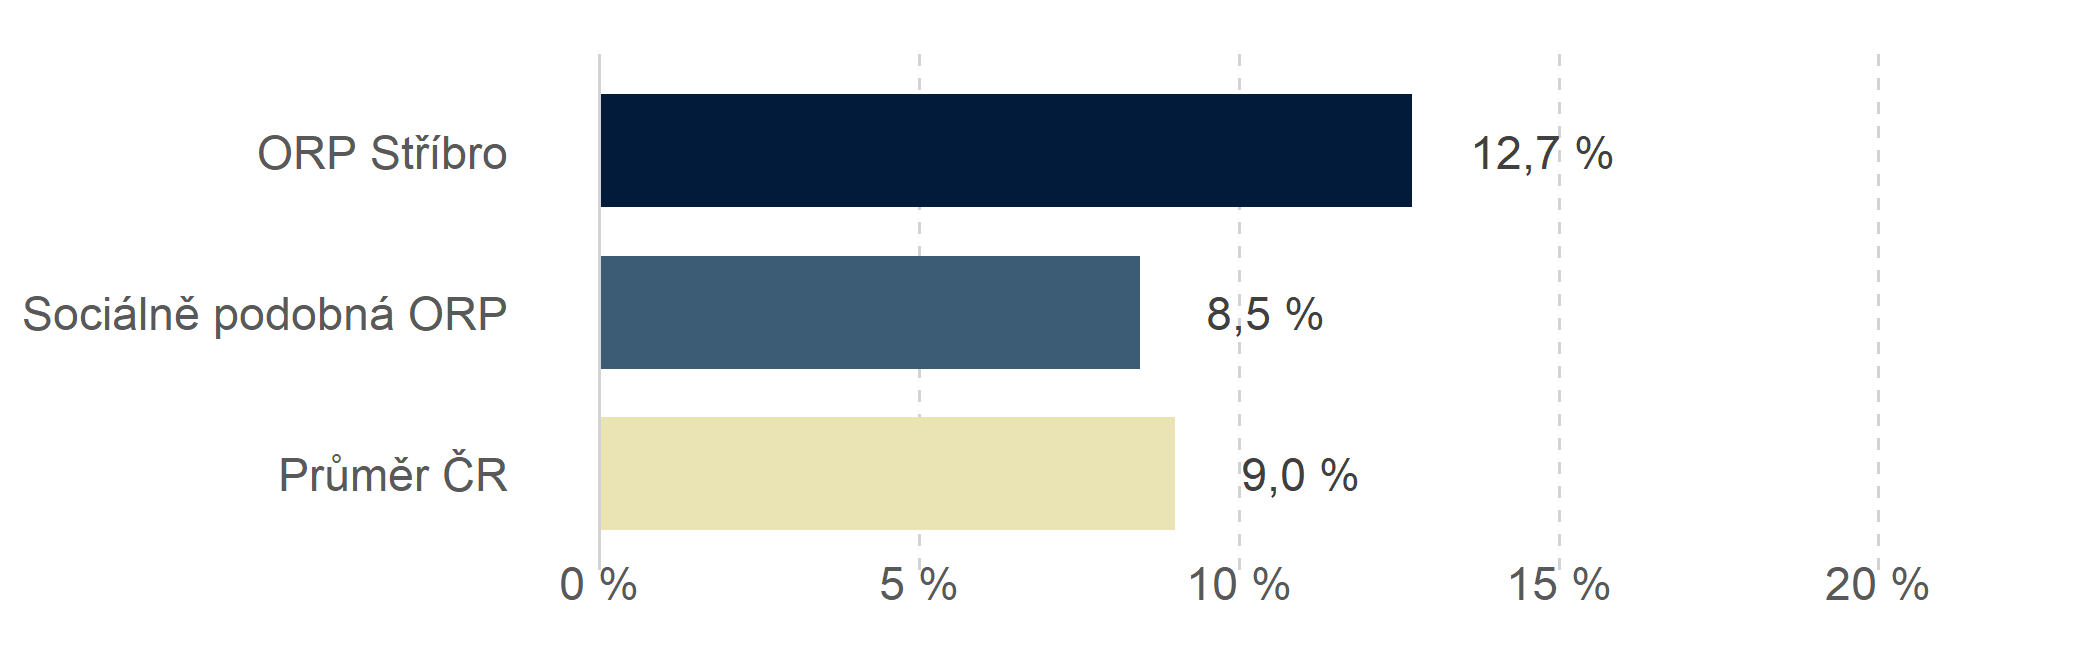 ORP Stříbro
12,7 %
Sociálně podobná ORP
8,5 %
Průměr ČR
9,0 %
0 %
5 %
10 %
15 %
20 %